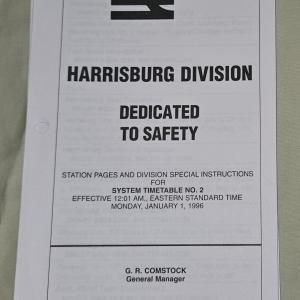 HARRISBURG DIVISION
DEDICATED
TO SAFETY
STATION PAGES AND DIVISION SPECIAL INSTRUCTIONS
FOR
SYSTEM TIMETABLE NO. 2
EFFECTIVE 12:01 AM., EASTERN STANDARD TIME
MONDAY, JANUARY 1, 1996
G. R. COMSTOCK
General Manager